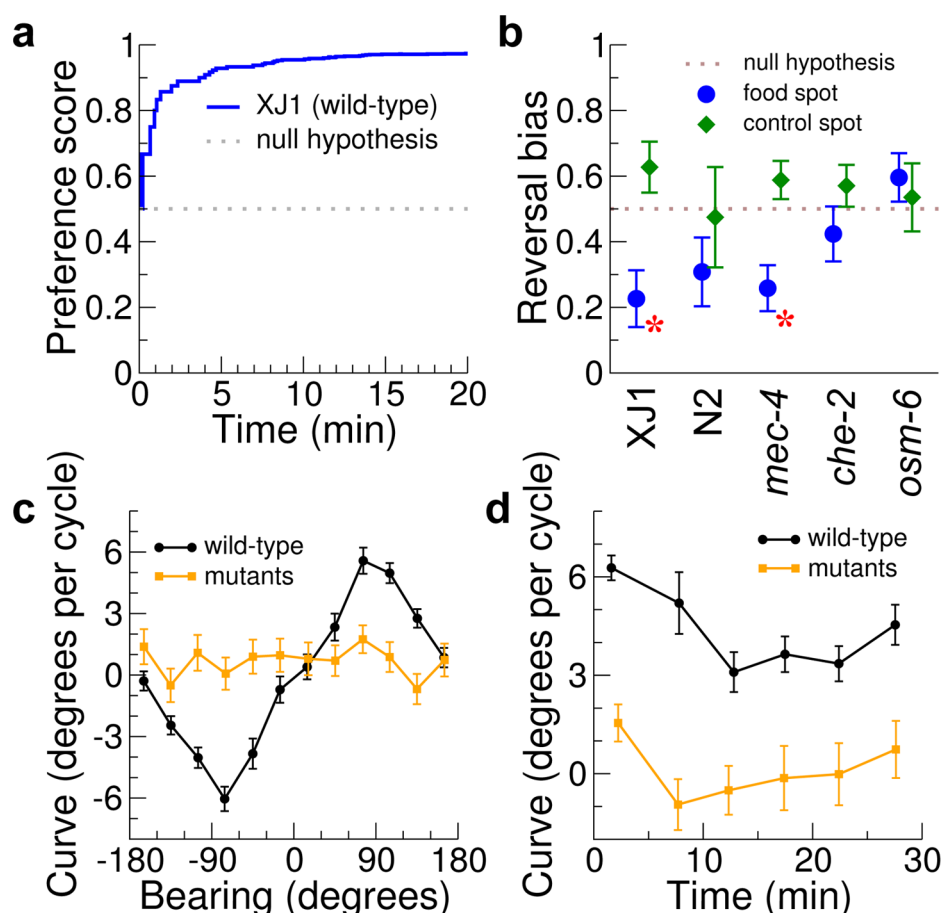 a
Preference score
1
0.8
0.6
0.4
0.2
0
XJ1 (wild-type)
null hypothesis
0 5 10 15 20
Time (min)
b
Reversal bias
1
0.8
0.6
0.4
0.2
0
null hypothesis
food spot
control spot
*
*
XJ1
N2
mec-4
che-2
osm-6
c
Curve (degrees per cycle)
6
3
0
-3
-6
wild-type
mutants
-180 -90 0 90 180
Bearing (degrees)
d
Curve (degrees per cycle)
6
3
0
wild-type
mutants
0 10 20 30
Time (min)